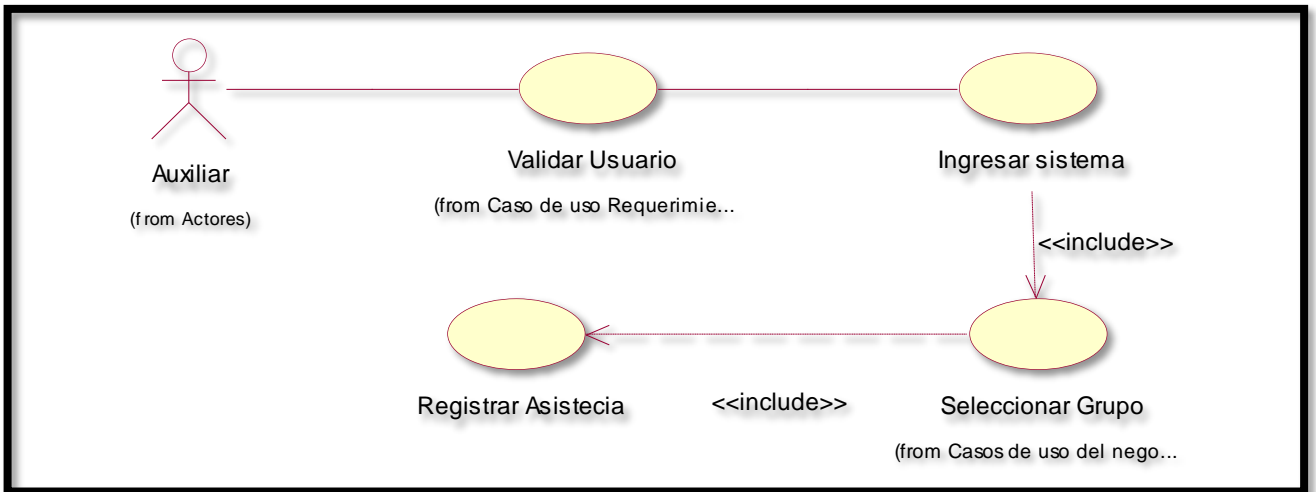 Auxiliar
(from Actores)
Validar Usuario
(from Caso de uso Requerimie...
Ingresar sistema
<<include>>
Registrar Asistecia
<<include>>
Seleccionar Grupo
(from Casos de uso del nego...